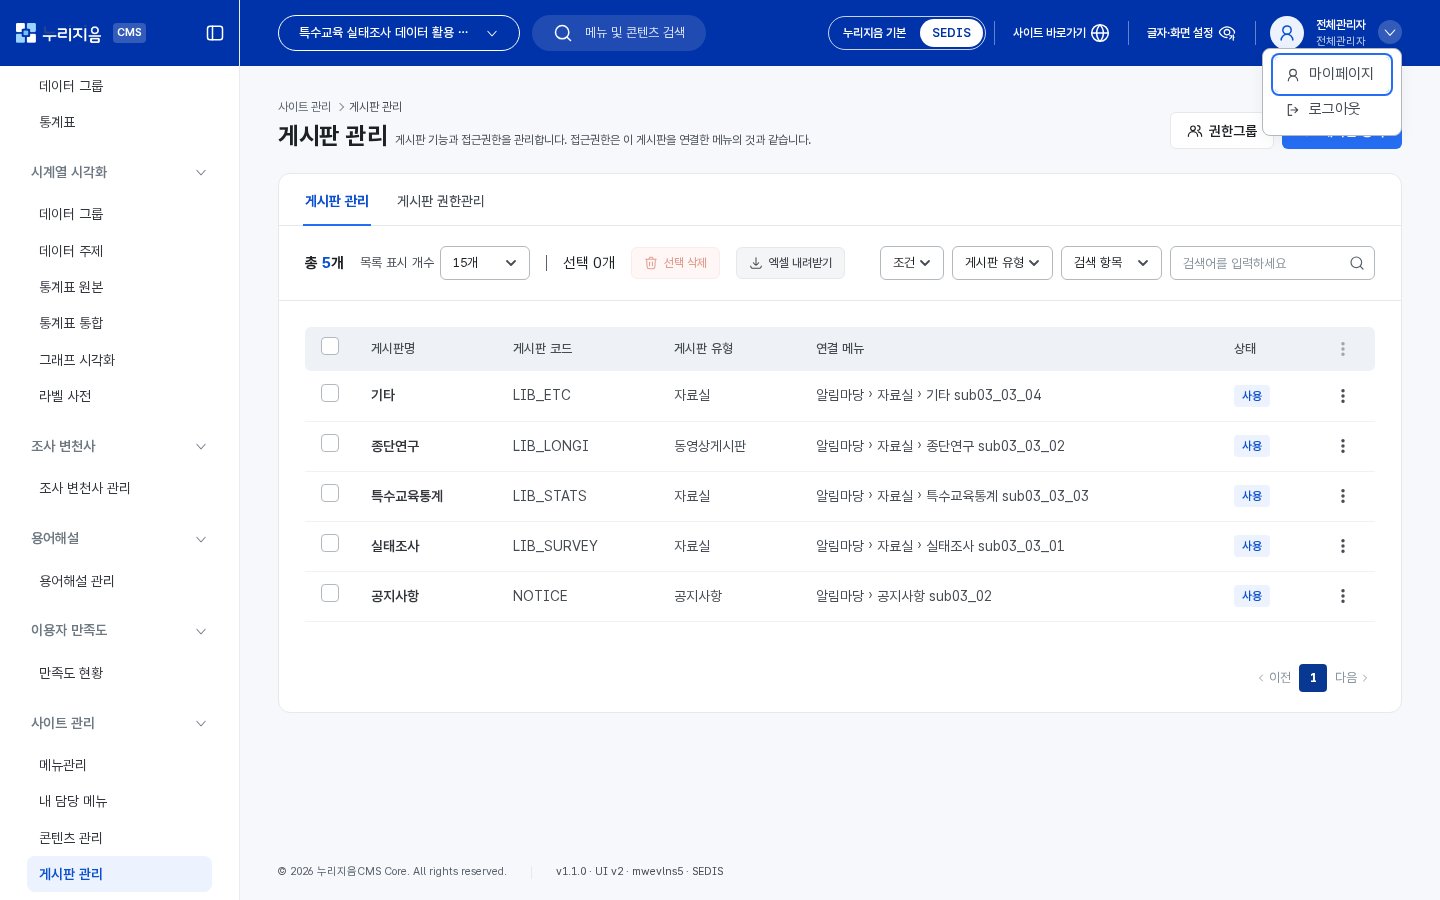 누리지음 CMS
특수교육 실태조사 데이터 활용 ···
메뉴 및 콘텐츠 검색
누리지음 기본 SEDIS
사이트 바로가기
글자·화면 설정
전체관리자
전체관리자
마이페이지
로그아웃
데이터 그룹
통계표
시계열 시각화
데이터 그룹
데이터 주제
통계표 원본
통계표 통합
그래프 시각화
라벨 사전
조사 변천사
조사 변천사 관리
용어해설
용어해설 관리
이용자 만족도
만족도 현황
사이트 관리
메뉴관리
내 담당 메뉴
콘텐츠 관리
게시판 관리
사이트 관리 > 게시판 관리
게시판 관리 게시판 기능과 접근권한을 관리합니다. 접근권한은 이 게시판을 연결한 메뉴의 것과 같습니다.
권한그룹
게시판 관리 게시판 권한관리
총 5개 목록 표시 개수 15개 선택 0개 선택 삭제 엑셀 내려받기 조건 게시판 유형 검색 항목 검색어를 입력하세요
게시판명 게시판 코드 게시판 유형 연결 메뉴 상태
기타 LIB_ETC 자료실 알림마당 › 자료실 › 기타 sub03_03_04 사용
종단연구 LIB_LONGI 동영상게시판 알림마당 › 자료실 › 종단연구 sub03_03_02 사용
특수교육통계 LIB_STATS 자료실 알림마당 › 자료실 › 특수교육통계 sub03_03_03 사용
실태조사 LIB_SURVEY 자료실 알림마당 › 자료실 › 실태조사 sub03_03_01 사용
공지사항 NOTICE 공지사항 알림마당 › 공지사항 sub03_02 사용
‹ 이전 1 다음 ›
© 2026 누리지음CMS Core. All rights reserved. v1.1.0 · UI v2 · mwevlns5 · SEDIS